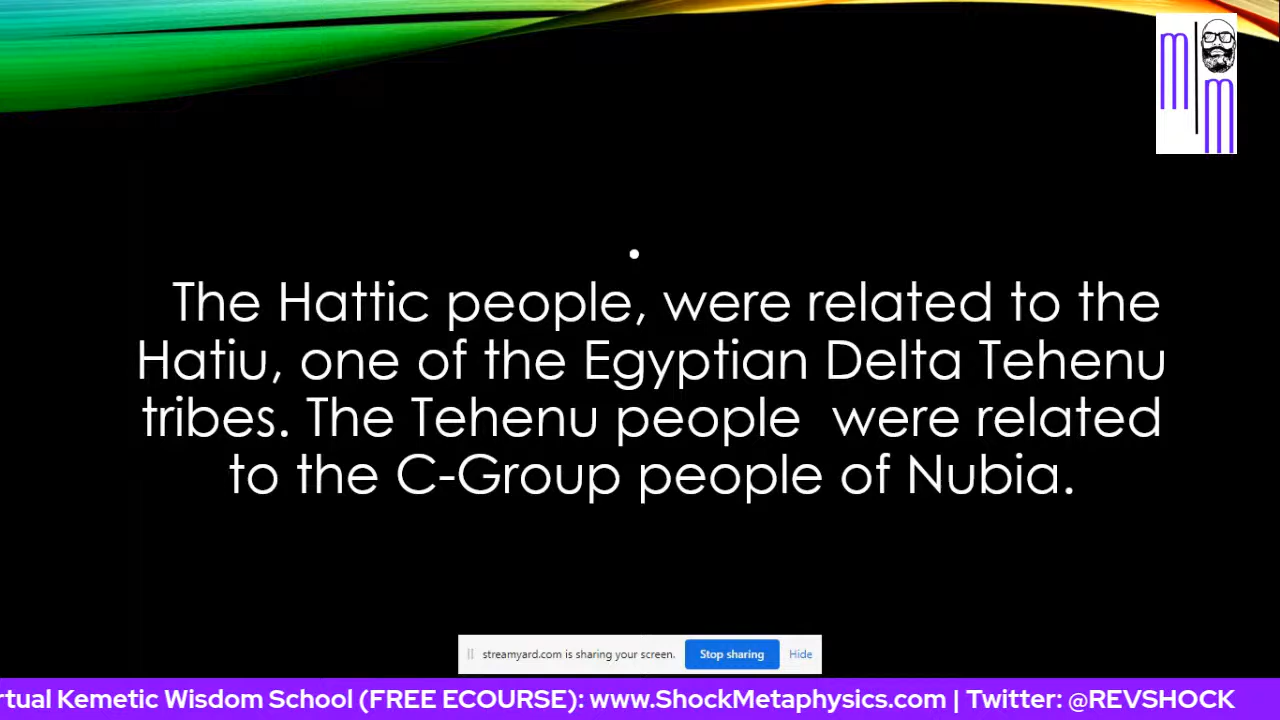 m
m
•
The Hattic people, were related to the
Hatiu, one of the Egyptian Delta Tehenu
tribes. The Tehenu people were related
to the C-Group people of Nubia.
streamyard.com is sharing your screen. Stop sharing Hide
rtual Kemetic Wisdom School (FREE ECOURSE): www.ShockMetaphysics.com | Twitter: @REVSHOCK